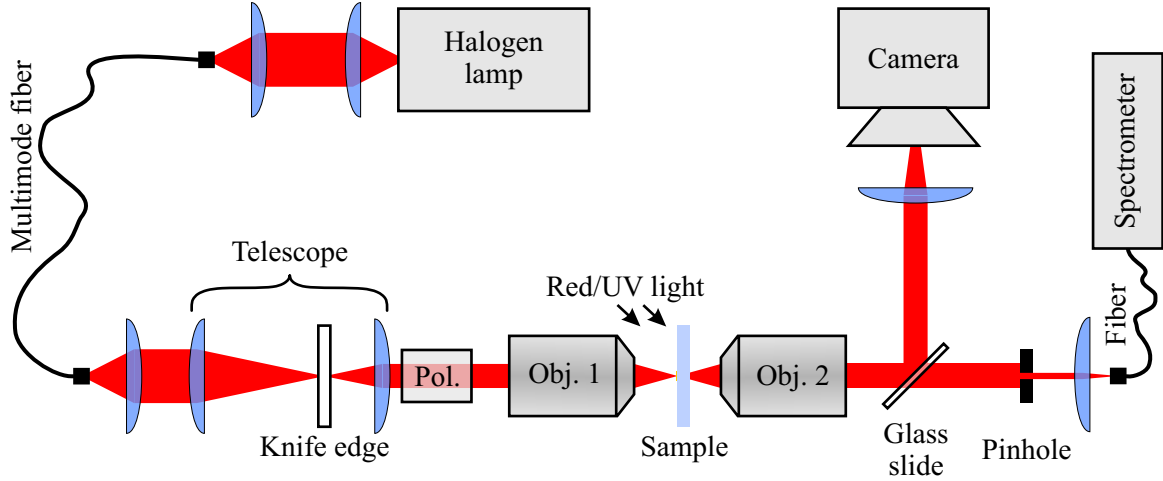 Halogen
lamp
Camera
Spectrometer
Multimode fiber
Telescope
Red/UV light
Fiber
Pol.
Obj. 1
Obj. 2
Knife edge
Sample
Glass
slide
Pinhole